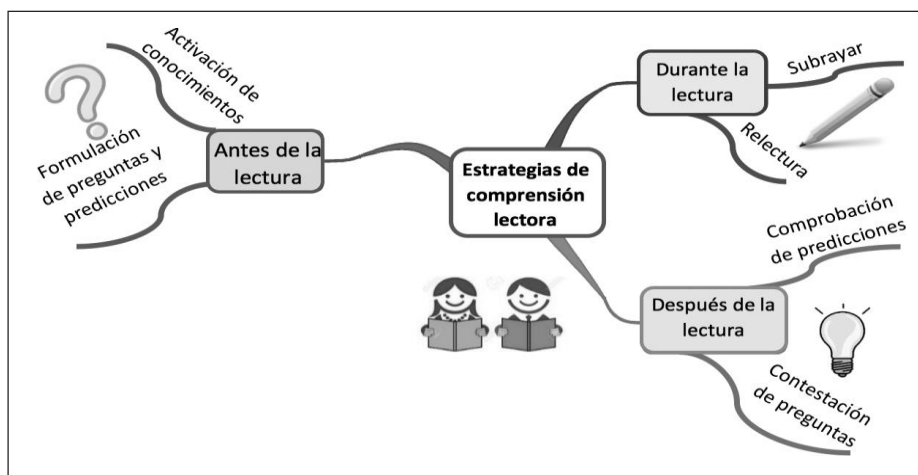 Activación de
conocimientos
Formulación
de preguntas y
predicciones
Antes de la
lectura
Estrategias de
comprensión
lectora
Durante la
lectura
Subrayar
Relectura
Después de la
lectura
Comprobación
de predicciones
Contestación
de preguntas